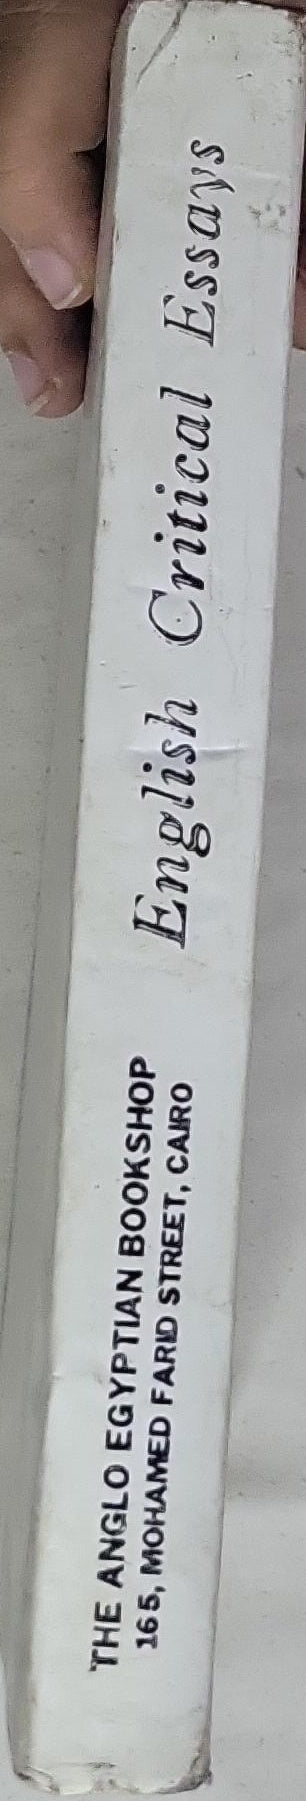 English Critical Essays
THE ANGLO EGYPTIAN BOOKSHOP
165, MOHAMED FARID STREET, CAIRO